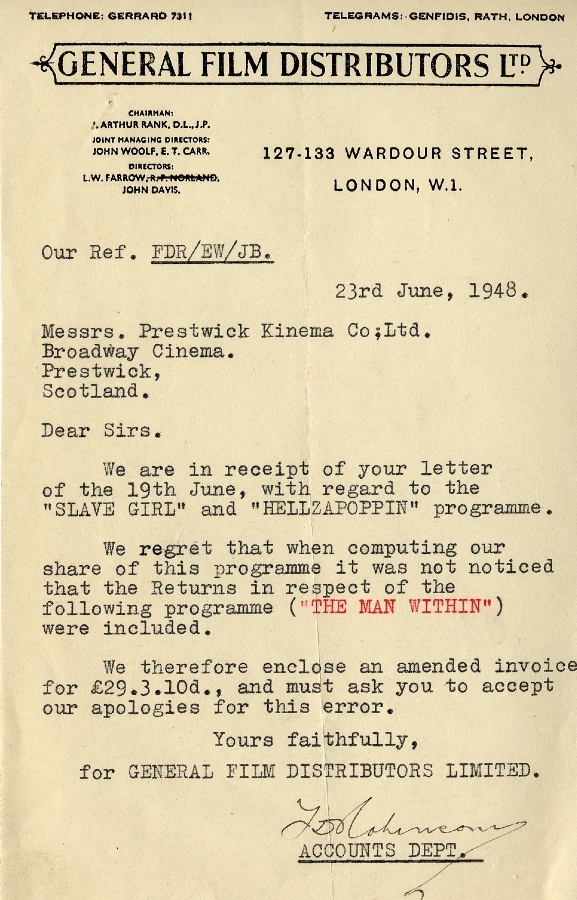 TELEPHONE: GERRARD 7311 TELEGRAMS: GENFIDIS, RATH, LONDON
GENERAL FILM DISTRIBUTORS LTD.
CHAIRMAN:
J. ARTHUR RANK, D.L., J.P.
JOINT MANAGING DIRECTORS:
JOHN WOOLF, E. T. CARR.
DIRECTORS:
L.W. FARROW, R. P. NORLAND,
JOHN DAVIS.
127-133 WARDOUR STREET,
LONDON, W.1.
Our Ref. FDR/EW/JB.
23rd June, 1948.
Messrs. Prestwick Kinema Co;Ltd.
Broadway Cinema.
Prestwick,
Scotland.
Dear Sirs.
We are in receipt of your letter
of the 19th June, with regard to the
"SLAVE GIRL" and "HELLZAPOPPIN" programme.
We regret that when computing our
share of this programme it was not noticed
that the Returns in respect of the
following programme ("THE MAN WITHIN")
were included.
We therefore enclose an amended invoice
for £29.3.10d., and must ask you to accept
our apologies for this error.
Yours faithfully,
for GENERAL FILM DISTRIBUTORS LIMITED.
ACCOUNTS DEPT.